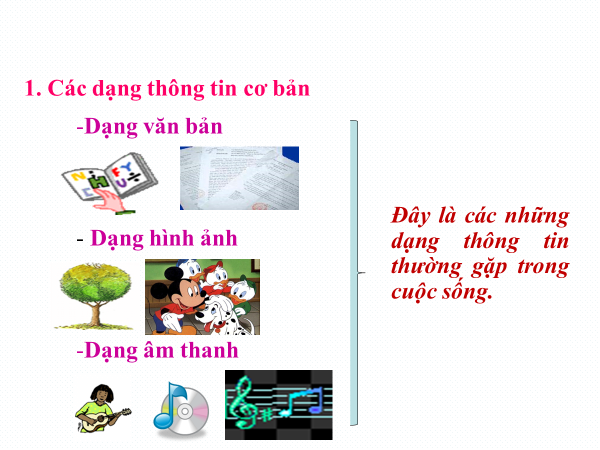 1. Các dạng thông tin cơ bản
-Dạng văn bản
- Dạng hình ảnh
-Dạng âm thanh
Đây là các những
dạng thông tin
thường gặp trong
cuộc sống.